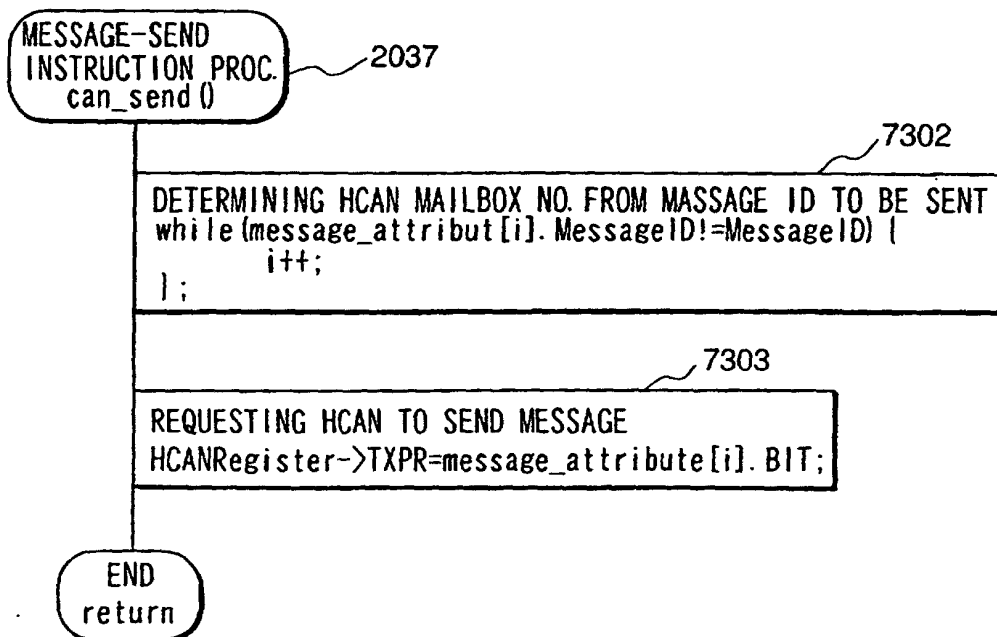 MESSAGE-SEND
INSTRUCTION PROC.
can_send()
2037
7302
DETERMINING HCAN MAILBOX NO. FROM MASSAGE ID TO BE SENT
while(message_attribut[i].MessageID!=MessageID) {
i++;
};
7303
REQUESTING HCAN TO SEND MESSAGE
HCANRegister->TXPR=message_attribute[i].BIT;
END
return